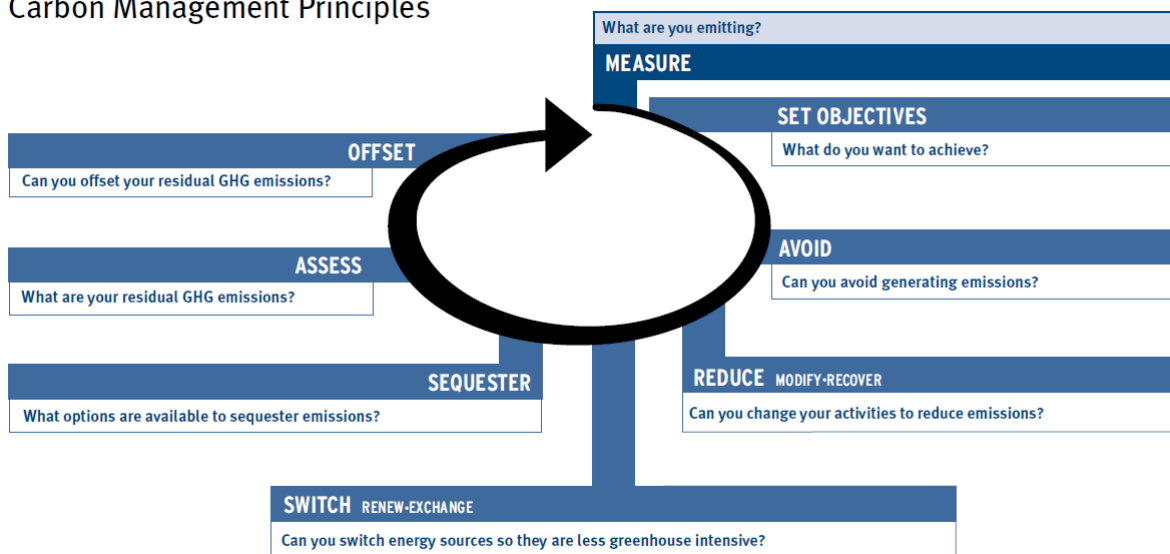 Carbon Management Principles
What are you emitting?
MEASURE
SET OBJECTIVES
What do you want to achieve?
AVOID
Can you avoid generating emissions?
REDUCE MODIFY•RECOVER
Can you change your activities to reduce emissions?
SWITCH RENEW•EXCHANGE
Can you switch energy sources so they are less greenhouse intensive?
SEQUESTER
What options are available to sequester emissions?
ASSESS
What are your residual GHG emissions?
OFFSET
Can you offset your residual GHG emissions?